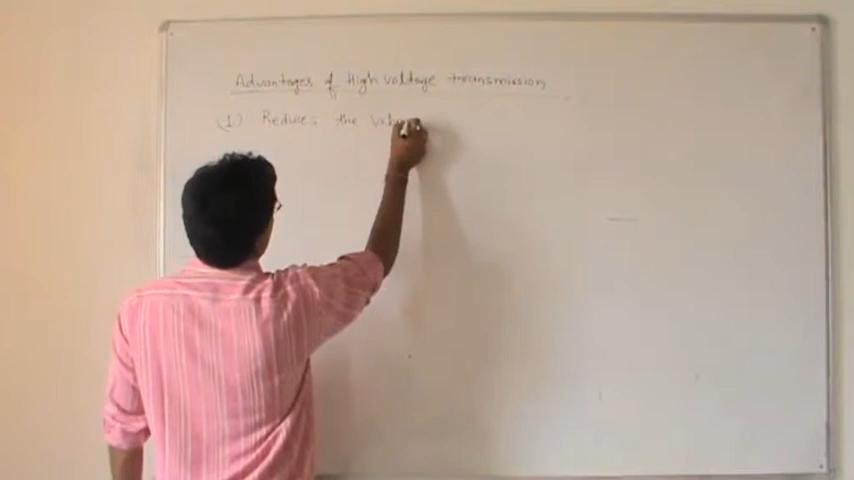 Advantages of High voltage transmission
(1) Reduces the